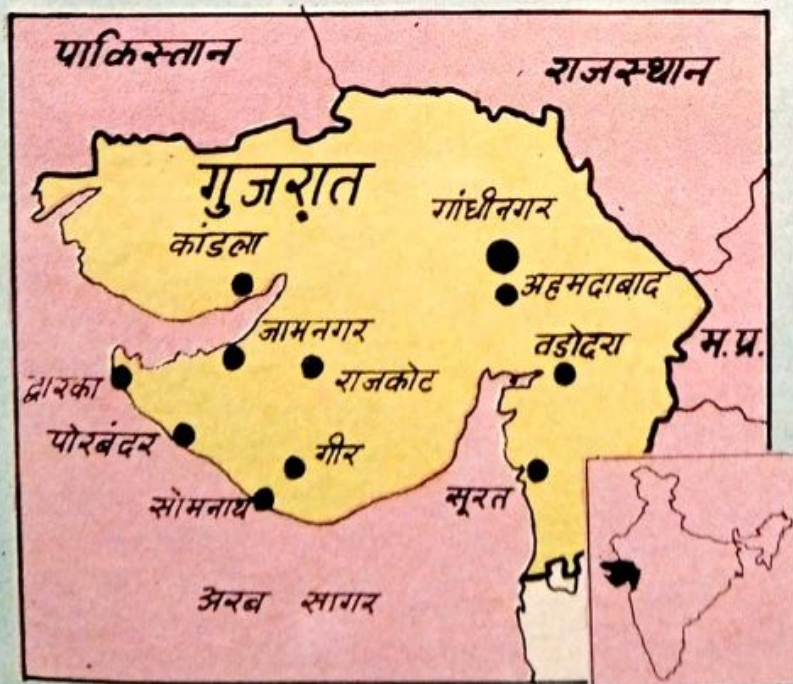 पाकिस्तान
राजस्थान
गुजरात
गांधीनगर
कांडला
अहमदाबाद
जामनगर
वडोदरा
म.प्र.
द्वारका
राजकोट
पोरबंदर
गीर
सोमनाथ
सूरत
अरब सागर